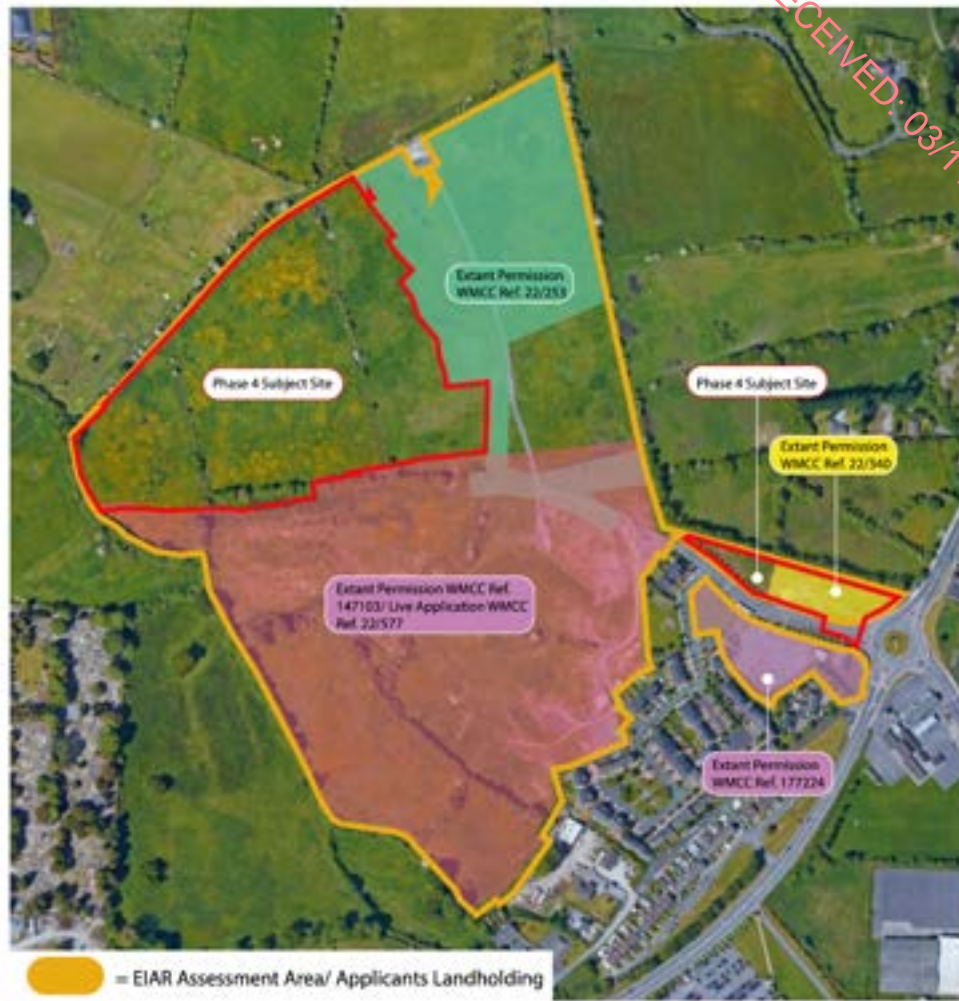 RECEIVED: 03/1
Extant Permission
WMCC Ref. 22/253
Phase 4 Subject Site
Phase 4 Subject Site
Extant Permission
WMCC Ref. 22/340
Extant Permission WMCC Ref.
147103/ Live Application WMCC
Ref. 22/577
Extant Permission
WMCC Ref. 177224
= EIAR Assessment Area/ Applicants Landholding